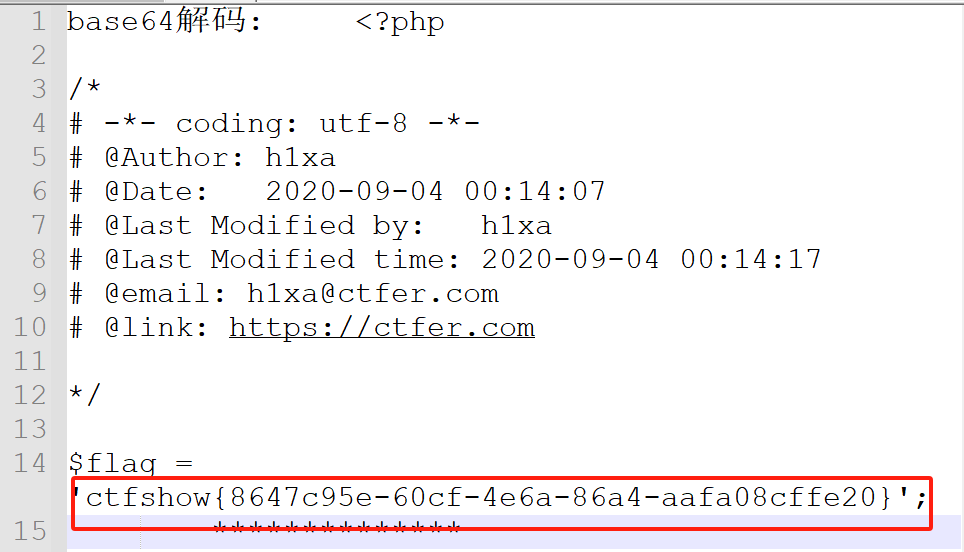 1 base64解码:     <?php
2
3 /*
4 # -*- coding: utf-8 -*-
5 # @Author: h1xa
6 # @Date:   2020-09-04 00:14:07
7 # @Last Modified by:   h1xa
8 # @Last Modified time: 2020-09-04 00:14:17
9 # @email: h1xa@ctfer.com
10 # @link: https://ctfer.com
11
12 */
13
14 $flag =
'ctfshow{8647c95e-60cf-4e6a-86a4-aafa08cffe20}';
15         **************